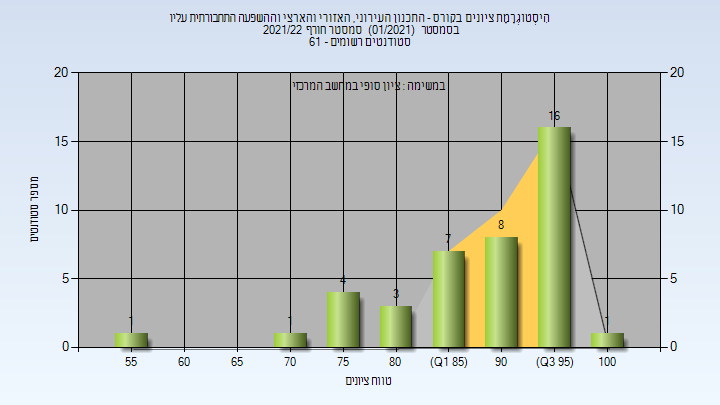 הִיסְטוֹגְרָמַת ציונים בקורס - התכנון העירוני, האזורי והארצי וההשפעה התחבורתית עליו
בסמסטר (01/2021) סמסטר חורף 2021/22
סטודנטים רשומים - 61
במשימה : ציון סופי במחשב המרכזי
20 20
15 15
10 10
5 5
0 0
1 1 4 3 7 8 16 1
55 60 65 70 75 80 (Q1 85) 90 (Q3 95) 100
מספר סטודנטים
טווח ציונים